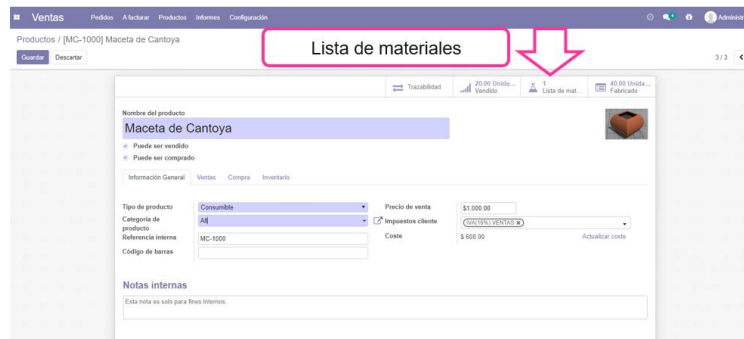 Ventas Pedidos A facturar Productos Informes Configuración
Productos / [MC-1000] Maceta de Cantoya
Lista de materiales
Guardar Descartar
3 / 3
Trazabilidad
20.00 Unida...
Vendido
1
Lista de mat...
40.00 Unida...
Fabricado
Nombre del producto
Maceta de Cantoya
Puede ser vendido
Puede ser comprado
Información General Ventas Compra Inventario
Tipo de producto Consumible
Precio de venta $1,000.00
Categoría de producto All
Impuestos cliente (IVA(16%) VENTAS ×)
Referencia interna MC-1000
Coste $ 600.00 Actualizar coste
Código de barras
Notas internas
Esta nota es solo para fines internos.